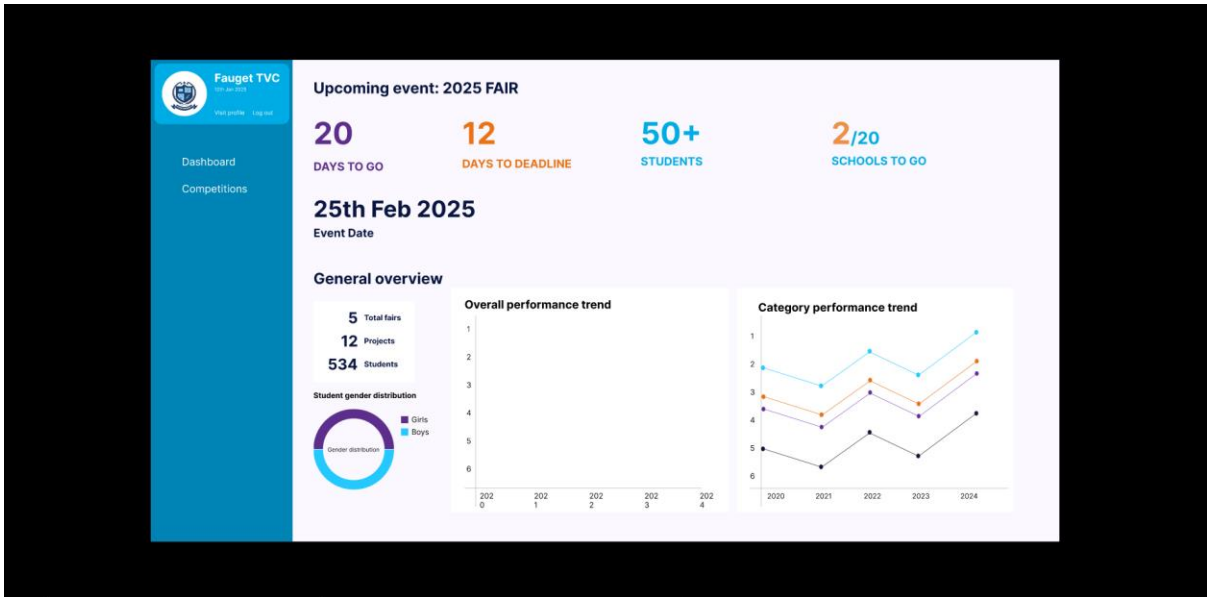 Fauget TVC
12th Jan 2025
Visit profile Log out
Dashboard
Competitions
Upcoming event: 2025 FAIR
20
DAYS TO GO
12
DAYS TO DEADLINE
50+
STUDENTS
2/20
SCHOOLS TO GO
25th Feb 2025
Event Date
General overview
5 Total fairs
12 Projects
534 Students
Student gender distribution
Gender distribution
Girls
Boys
Overall performance trend
1
2
3
4
5
6
202 202 202 202 202
0 1 2 3 4
Category performance trend
1
2
3
4
5
6
2020 2021 2022 2023 2024